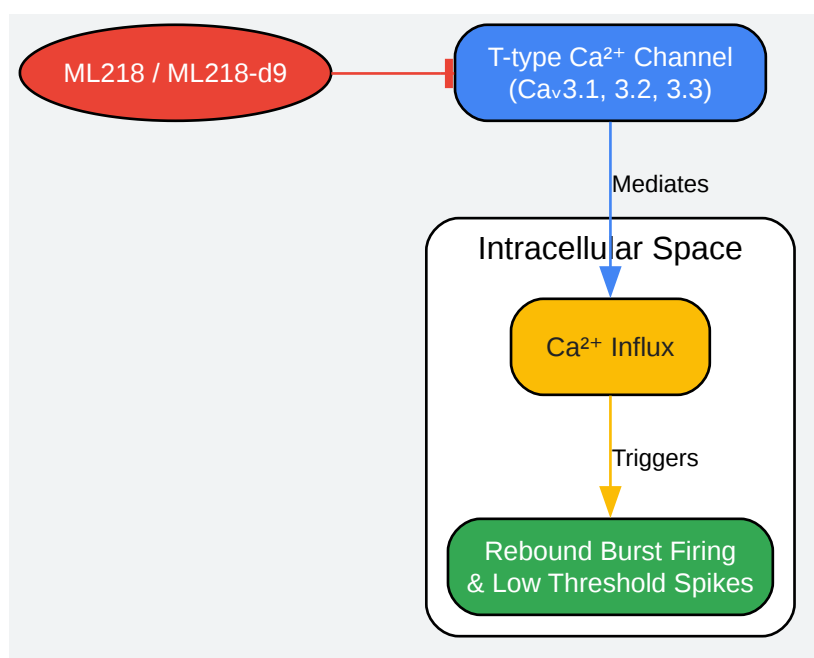 ML218 / ML218-d9
T-type Ca²⁺ Channel
(Caᵥ3.1, 3.2, 3.3)
Mediates
Intracellular Space
Ca²⁺ Influx
Triggers
Rebound Burst Firing
& Low Threshold Spikes